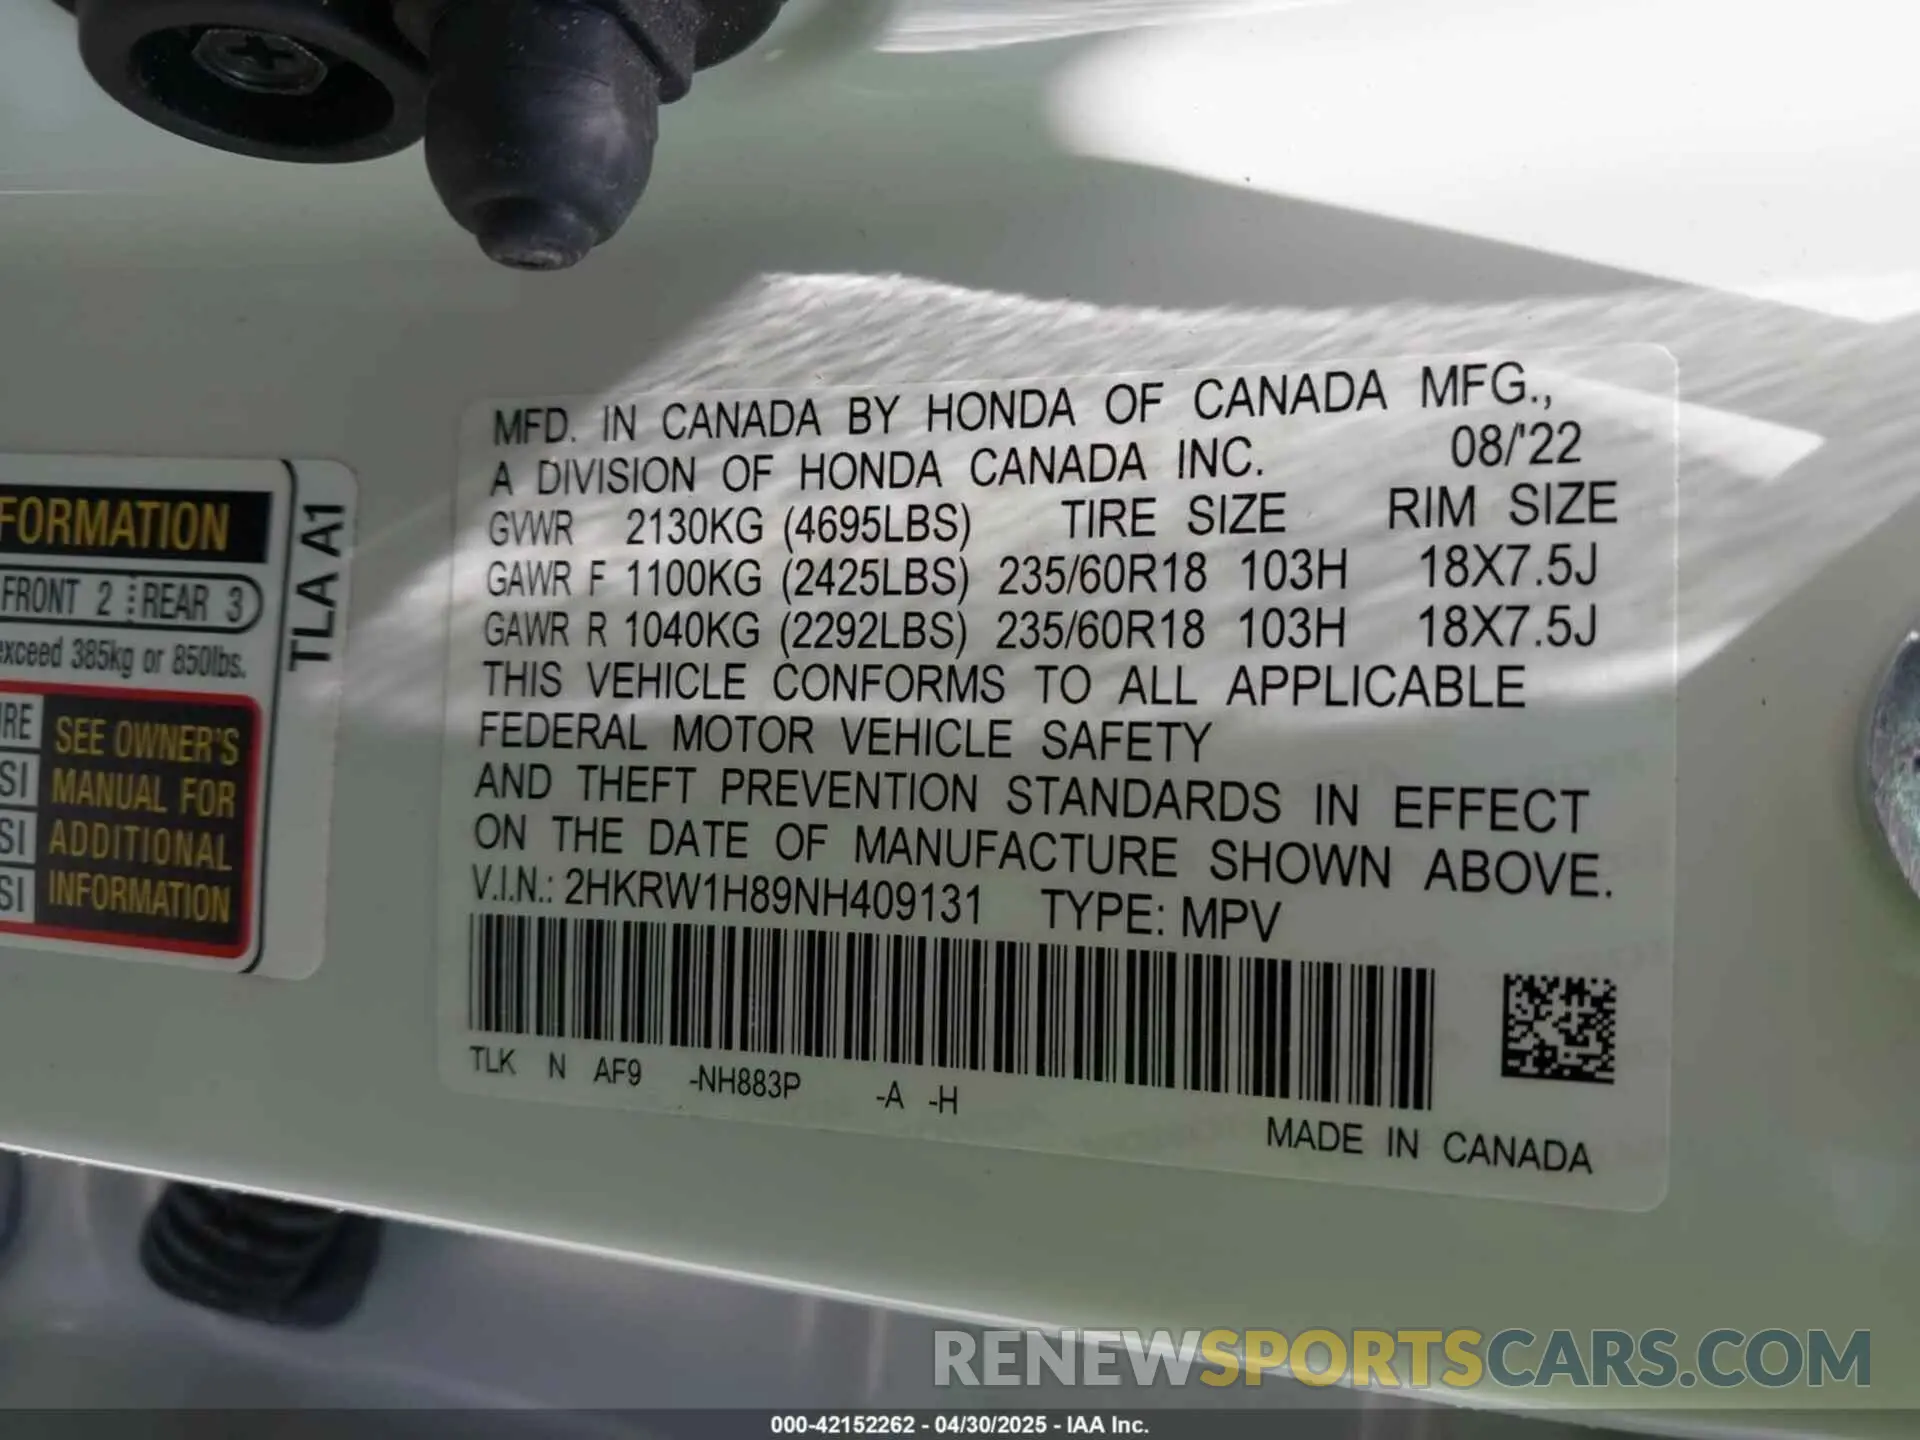 FORMATION
FRONT 2 REAR 3
exceed 385kg or 850lbs.
SEE OWNER'S
MANUAL FOR
ADDITIONAL
INFORMATION
SI
SI
SI
TLA A1
MFD. IN CANADA BY HONDA OF CANADA MFG.,
A DIVISION OF HONDA CANADA INC. 08/'22
GVWR 2130KG (4695LBS) TIRE SIZE RIM SIZE
GAWR F 1100KG (2425LBS) 235/60R18 103H 18X7.5J
GAWR R 1040KG (2292LBS) 235/60R18 103H 18X7.5J
THIS VEHICLE CONFORMS TO ALL APPLICABLE
FEDERAL MOTOR VEHICLE SAFETY
AND THEFT PREVENTION STANDARDS IN EFFECT
ON THE DATE OF MANUFACTURE SHOWN ABOVE.
V.I.N.: 2HKRW1H89NH409131 TYPE: MPV
TLK N AF9 -NH883P -A -H
MADE IN CANADA
RENEWSPORTSCARS.COM
000-42152262 - 04/30/2025 - IAA Inc.